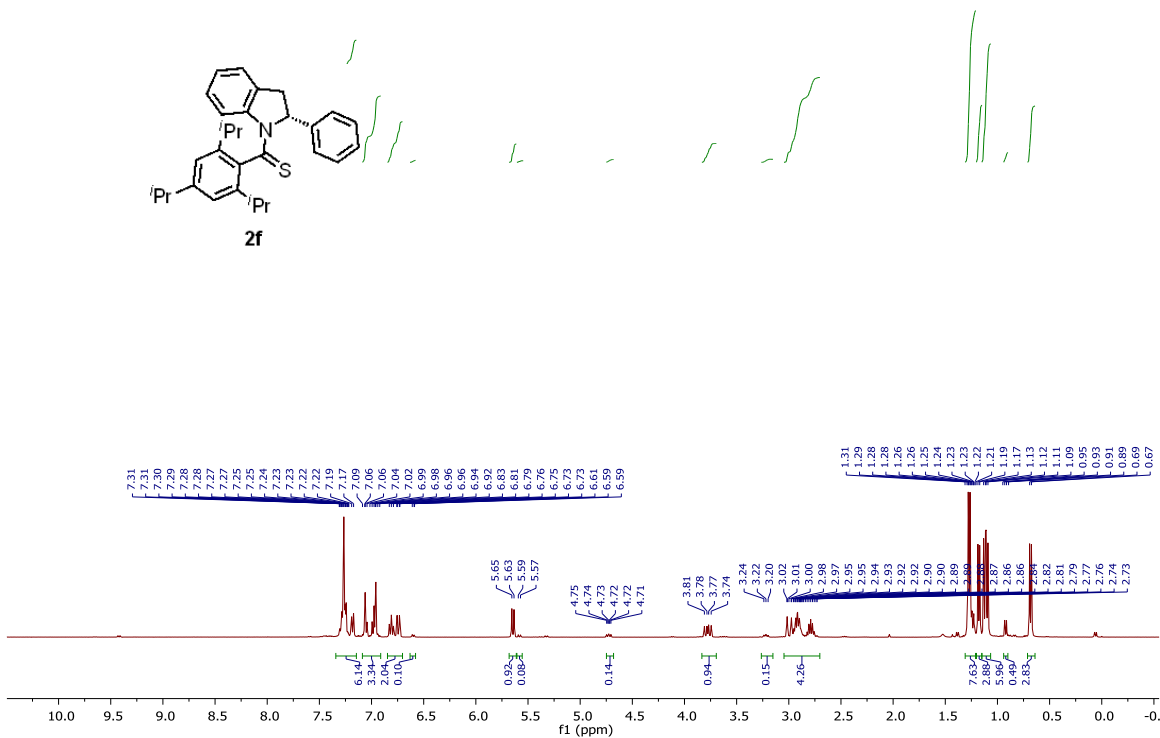 iPr
N
S
iPr
iPr
2f
7.31 7.31 7.30 7.29 7.28 7.28 7.27 7.27 7.25 7.25 7.24 7.23 7.23 7.22 7.22 7.19 7.17 7.09 7.06 7.06 7.04 7.02 6.99 6.98 6.96 6.96 6.94 6.92 6.83 6.81 6.79 6.76 6.75 6.73 6.73 6.61 6.59 6.59
1.31 1.29 1.28 1.28 1.26 1.26 1.25 1.24 1.23 1.23 1.22 1.21 1.19 1.17 1.13 1.12 1.11 1.09 0.95 0.93 0.91 0.89 0.69 0.67
5.65 5.63 5.59 5.57
4.75 4.74 4.73 4.72 4.72 4.71
3.81 3.78 3.77 3.74
3.24 3.22 3.20 3.02 3.01 3.00 2.98 2.97 2.95 2.95 2.94 2.93 2.92 2.92 2.90 2.90 2.89 2.87 2.86 2.86 2.84 2.82 2.81 2.79 2.77 2.76 2.74 2.73
6.14 3.34 2.04 0.10 0.92 0.08 0.14 0.94 0.15 4.26 7.63 2.88 5.96 0.49 2.83
10.0 9.5 9.0 8.5 8.0 7.5 7.0 6.5 6.0 5.5 5.0 4.5 4.0 3.5 3.0 2.5 2.0 1.5 1.0 0.5 0.0 -0.
f1 (ppm)